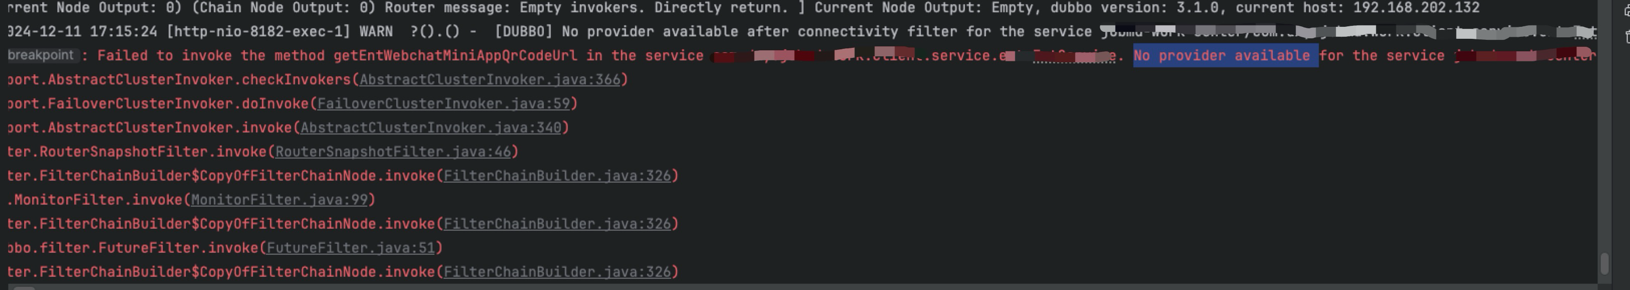 rrent Node Output: 0) (Chain Node Output: 0) Router message: Empty invokers. Directly return. ] Current Node Output: Empty, dubbo version: 3.1.0, current host: 192.168.202.132
024-12-11 17:15:24 [http-nio-8182-exec-1] WARN ?().() - [DUBBO] No provider available after connectivity filter for the service
breakpoint : Failed to invoke the method getEntWebchatMiniAppQrCodeUrl in the service .service.e . No provider available for the service
port.AbstractClusterInvoker.checkInvokers(AbstractClusterInvoker.java:366)
port.FailoverClusterInvoker.doInvoke(FailoverClusterInvoker.java:59)
port.AbstractClusterInvoker.invoke(AbstractClusterInvoker.java:340)
ter.RouterSnapshotFilter.invoke(RouterSnapshotFilter.java:46)
ter.FilterChainBuilder$CopyOfFilterChainNode.invoke(FilterChainBuilder.java:326)
.MonitorFilter.invoke(MonitorFilter.java:99)
ter.FilterChainBuilder$CopyOfFilterChainNode.invoke(FilterChainBuilder.java:326)
bbo.filter.FutureFilter.invoke(FutureFilter.java:51)
ter.FilterChainBuilder$CopyOfFilterChainNode.invoke(FilterChainBuilder.java:326)